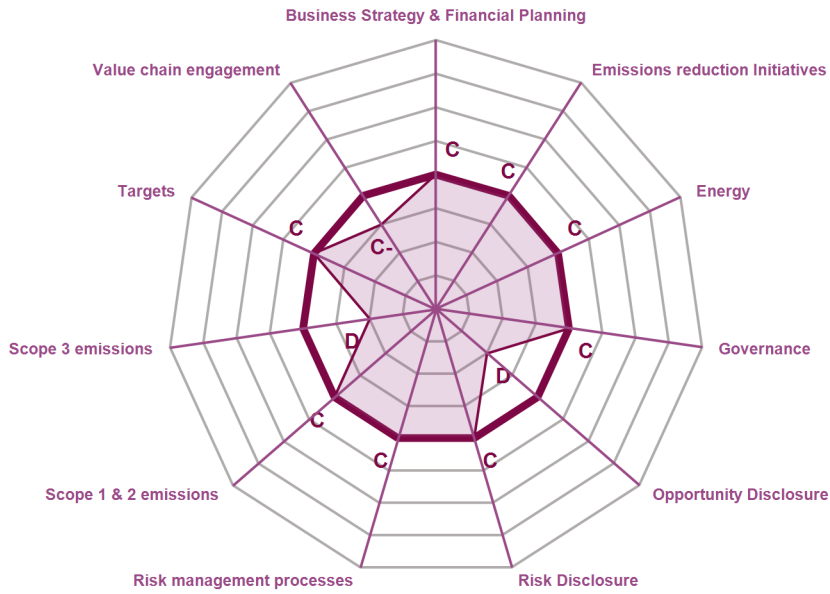 Business Strategy & Financial Planning
Value chain engagement
Emissions reduction Initiatives
C
C
Targets
Energy
C
C
C-
Scope 3 emissions
D
C
Governance
D
C
C
C
Scope 1 & 2 emissions
Opportunity Disclosure
Risk management processes
Risk Disclosure